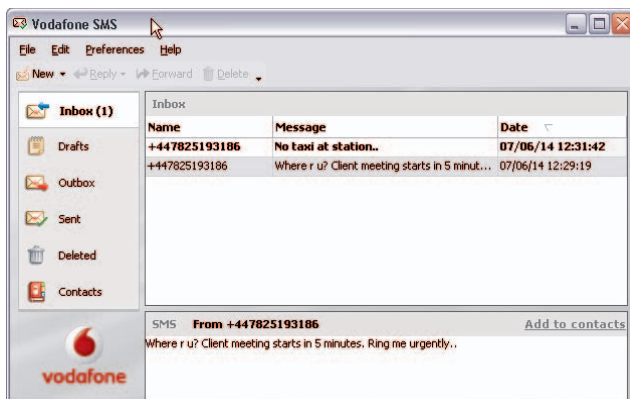 Vodafone SMS
File Edit Preferences Help
New Reply Forward Delete
Inbox (1)
Drafts
Outbox
Sent
Deleted
Contacts
Inbox
Name Message Date
+447825193186 No taxi at station.. 07/06/14 12:31:42
+447825193186 Where r u? Client meeting starts in 5 minut... 07/06/14 12:29:19
SMS From +447825193186 Add to contacts
Where r u? Client meeting starts in 5 minutes. Ring me urgently..
vodafone